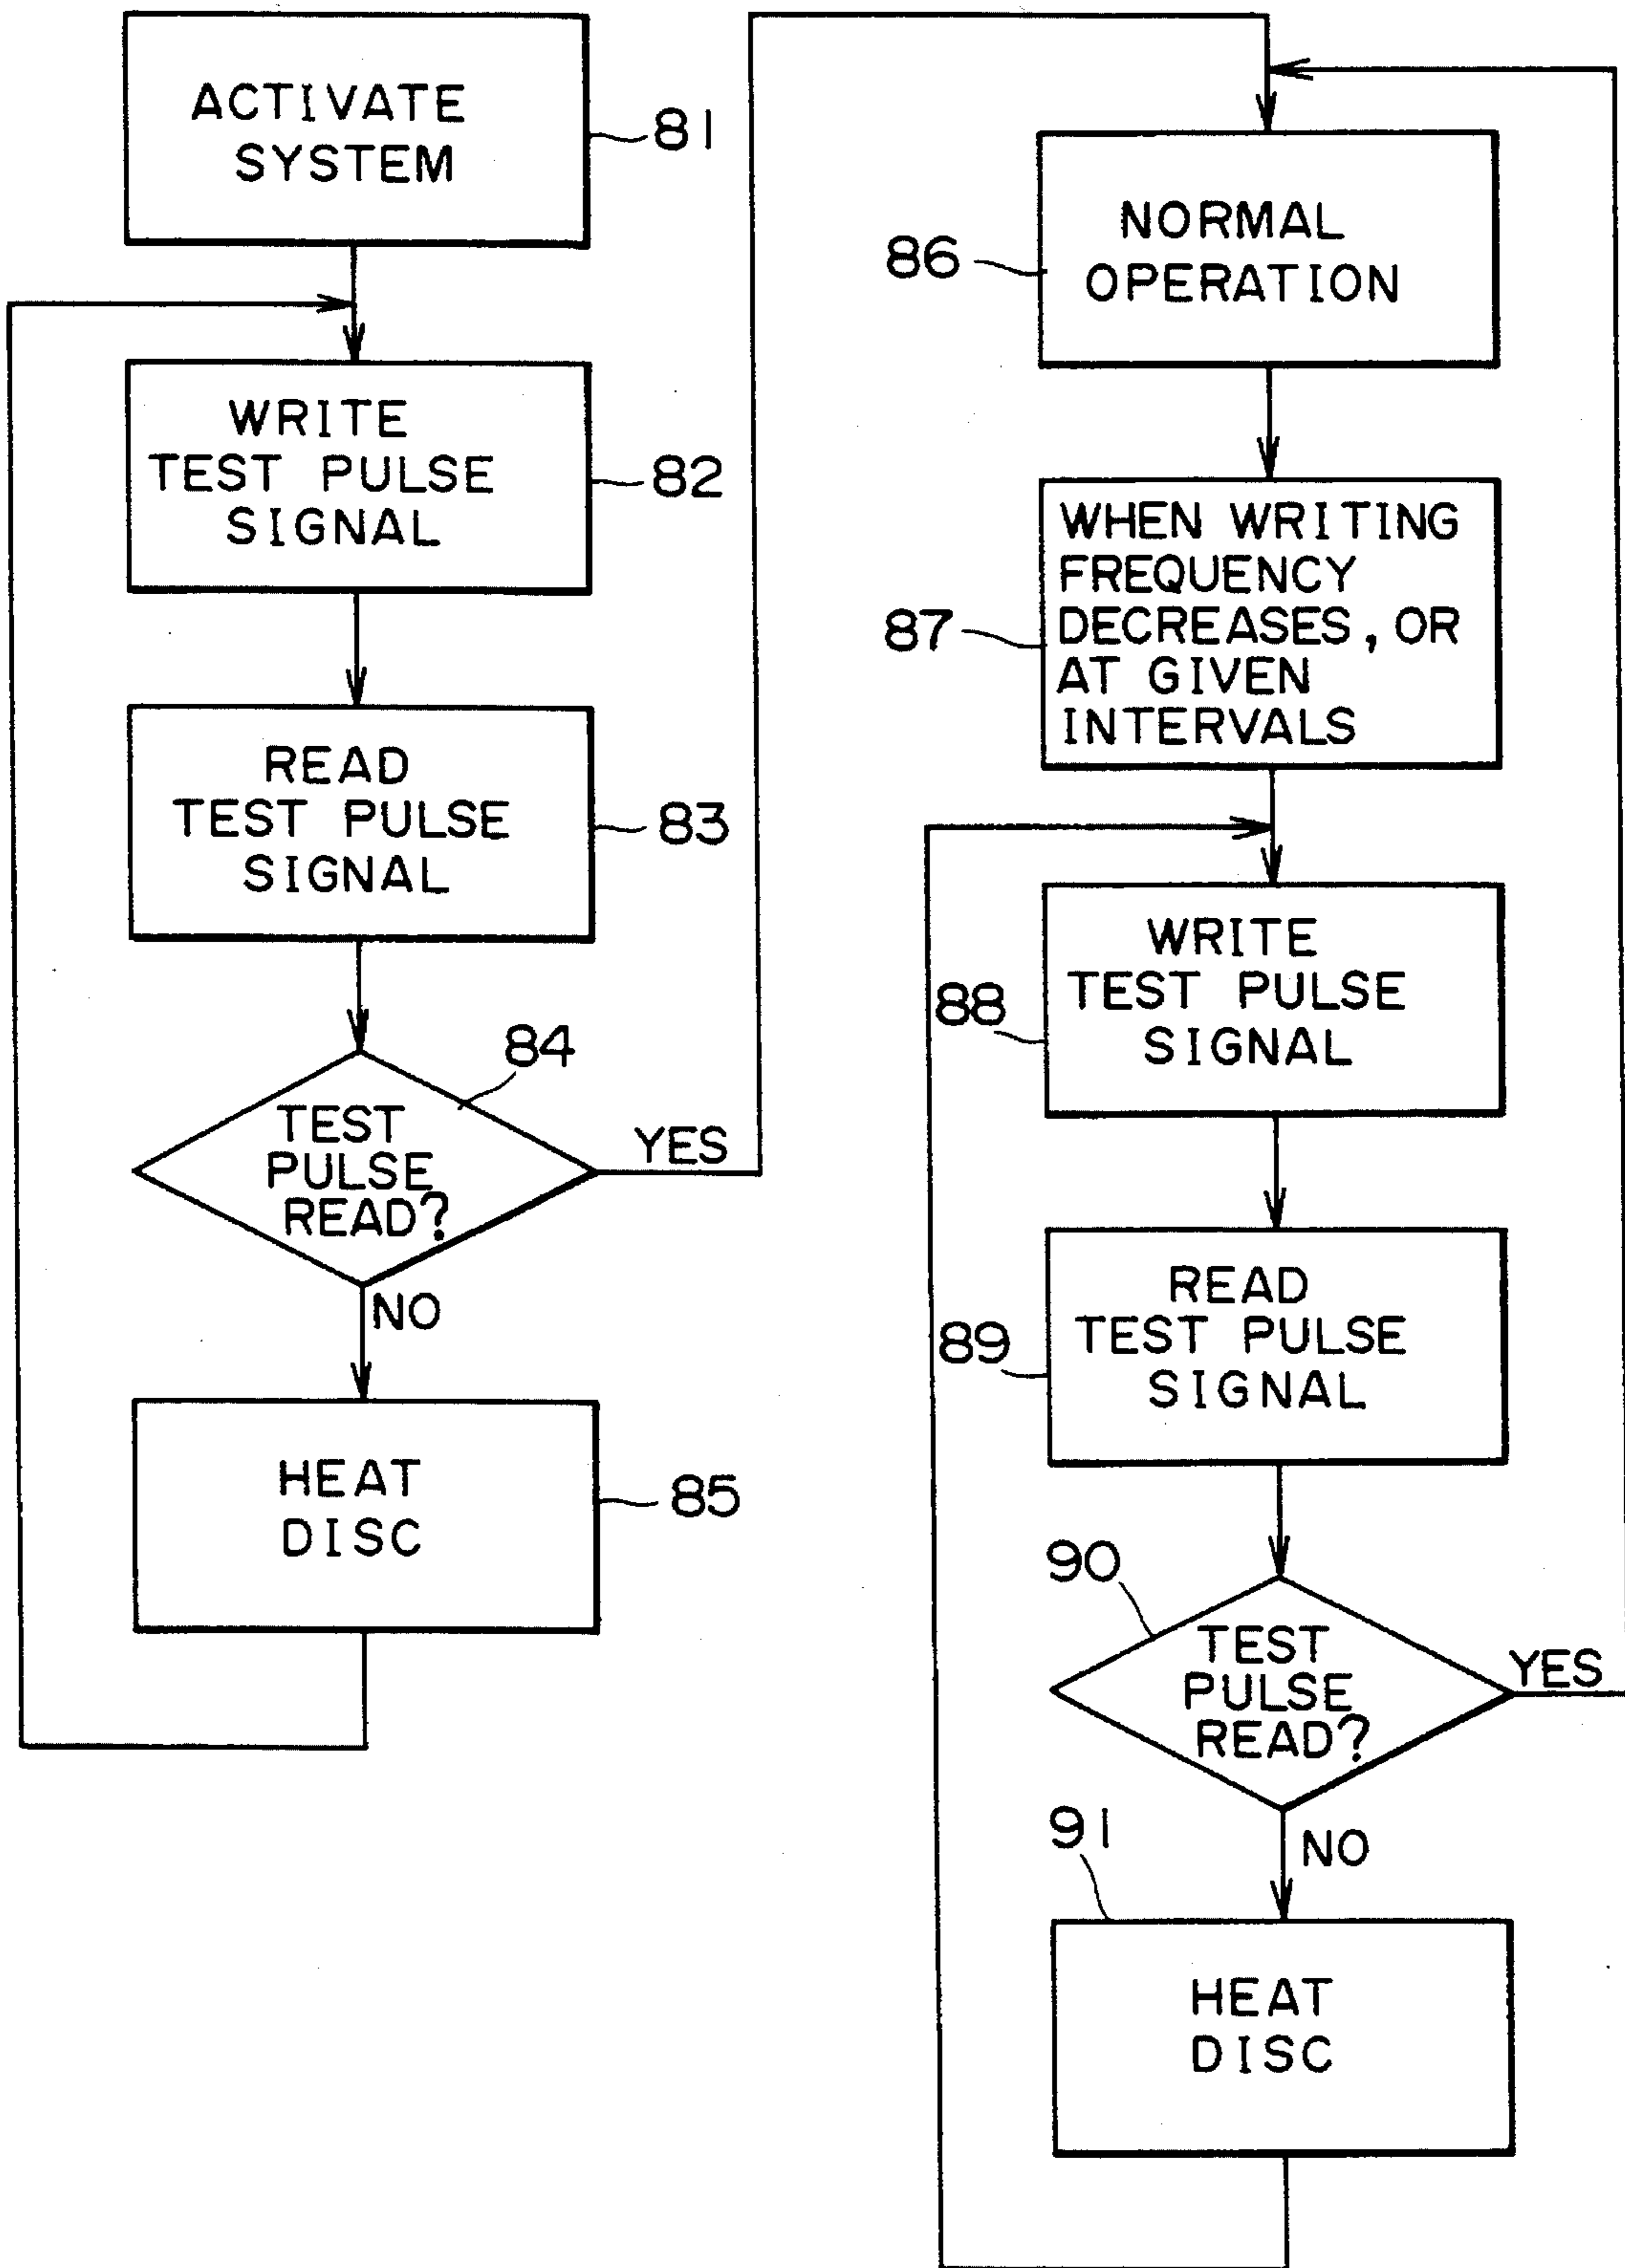 ACTIVATE
SYSTEM
81
WRITE
TEST PULSE
SIGNAL
82
READ
TEST PULSE
SIGNAL
83
84
TEST
PULSE
READ?
YES
NO
HEAT
DISC
85
NORMAL
OPERATION
86
WHEN WRITING
FREQUENCY
DECREASES, OR
AT GIVEN
INTERVALS
87
WRITE
TEST PULSE
SIGNAL
88
READ
TEST PULSE
SIGNAL
89
90
TEST
PULSE
READ?
YES
NO
91
HEAT
DISC